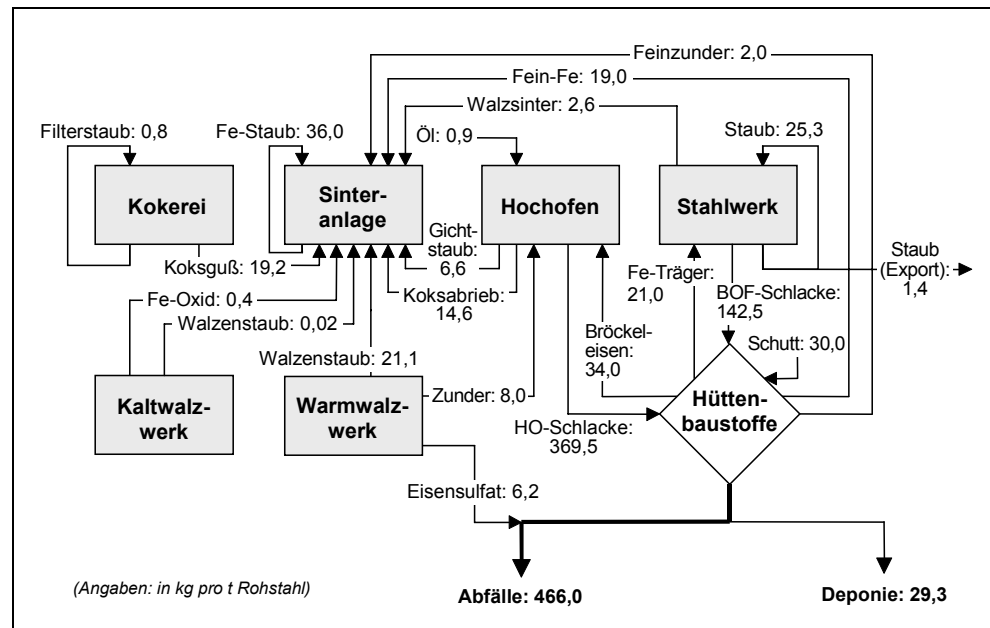 Feinzunder: 2,0
Fein-Fe: 19,0
Walzsinter: 2,6
Filterstaub: 0,8
Fe-Staub: 36,0
Öl: 0,9
Staub: 25,3
Kokerei
Sinter-
anlage
Hochofen
Stahlwerk
Gicht-
staub:
6,6
Koksguß: 19,2
Fe-Träger:
21,0
Staub
(Export):
1,4
Fe-Oxid: 0,4
Koksabrieb:
14,6
BOF-Schlacke:
142,5
Walzenstaub: 0,02
Bröckel-
eisen:
34,0
Schutt: 30,0
Walzenstaub: 21,1
Kaltwalz-
werk
Warmwalz-
werk
Zunder: 8,0
Hütten-
baustoffe
HO-Schlacke:
369,5
Eisensulfat: 6,2
(Angaben: in kg pro t Rohstahl)
Abfälle: 466,0
Deponie: 29,3